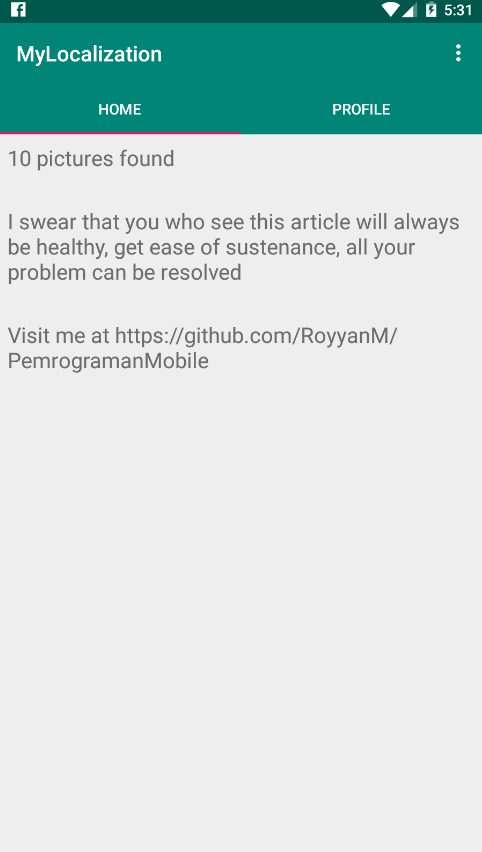 5:31
MyLocalization
HOME PROFILE
10 pictures found
I swear that you who see this article will always
be healthy, get ease of sustenance, all your
problem can be resolved
Visit me at https://github.com/RoyyanM/
PemrogramanMobile